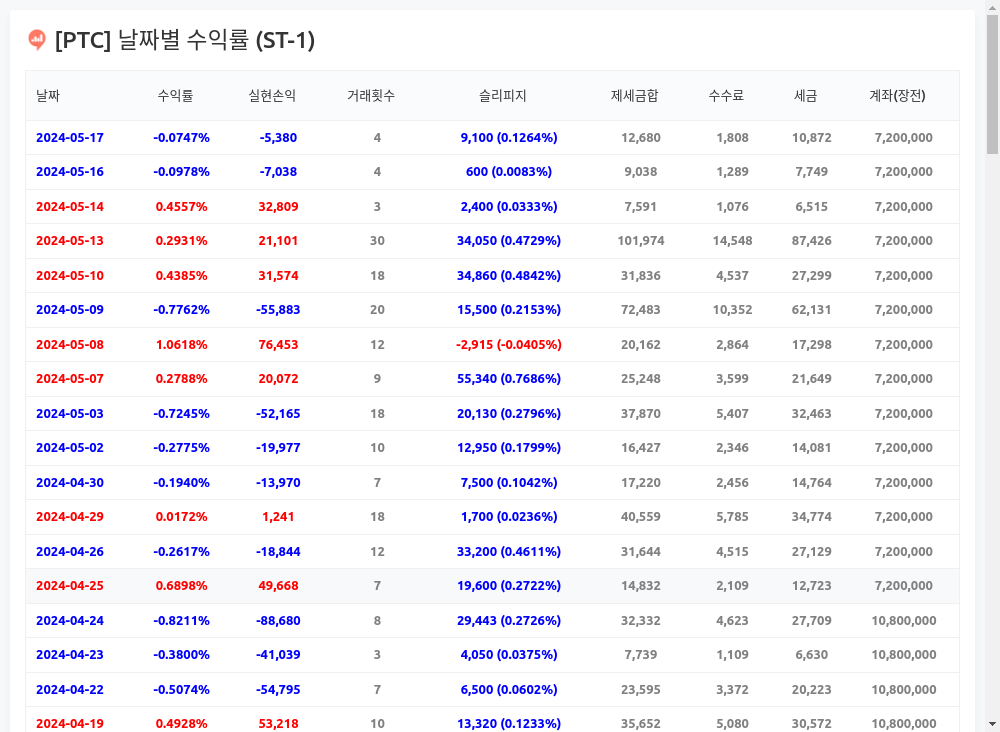 [PTC] 날짜별 수익률 (ST-1)
날짜 수익률 실현손익 거래횟수 슬리피지 제세금합 수수료 세금 계좌(장전)
2024-05-17 -0.0747% -5,380 4 9,100 (0.1264%) 12,680 1,808 10,872 7,200,000
2024-05-16 -0.0978% -7,038 4 600 (0.0083%) 9,038 1,289 7,749 7,200,000
2024-05-14 0.4557% 32,809 3 2,400 (0.0333%) 7,591 1,076 6,515 7,200,000
2024-05-13 0.2931% 21,101 30 34,050 (0.4729%) 101,974 14,548 87,426 7,200,000
2024-05-10 0.4385% 31,574 18 34,860 (0.4842%) 31,836 4,537 27,299 7,200,000
2024-05-09 -0.7762% -55,883 20 15,500 (0.2153%) 72,483 10,352 62,131 7,200,000
2024-05-08 1.0618% 76,453 12 -2,915 (-0.0405%) 20,162 2,864 17,298 7,200,000
2024-05-07 0.2788% 20,072 9 55,340 (0.7686%) 25,248 3,599 21,649 7,200,000
2024-05-03 -0.7245% -52,165 18 20,130 (0.2796%) 37,870 5,407 32,463 7,200,000
2024-05-02 -0.2775% -19,977 10 12,950 (0.1799%) 16,427 2,346 14,081 7,200,000
2024-04-30 -0.1940% -13,970 7 7,500 (0.1042%) 17,220 2,456 14,764 7,200,000
2024-04-29 0.0172% 1,241 18 1,700 (0.0236%) 40,559 5,785 34,774 7,200,000
2024-04-26 -0.2617% -18,844 12 33,200 (0.4611%) 31,644 4,515 27,129 7,200,000
2024-04-25 0.6898% 49,668 7 19,600 (0.2722%) 14,832 2,109 12,723 7,200,000
2024-04-24 -0.8211% -88,680 8 29,443 (0.2726%) 32,332 4,623 27,709 10,800,000
2024-04-23 -0.3800% -41,039 3 4,050 (0.0375%) 7,739 1,109 6,630 10,800,000
2024-04-22 -0.5074% -54,795 7 6,500 (0.0602%) 23,595 3,372 20,223 10,800,000
2024-04-19 0.4928% 53,218 10 13,320 (0.1233%) 35,652 5,080 30,572 10,800,000